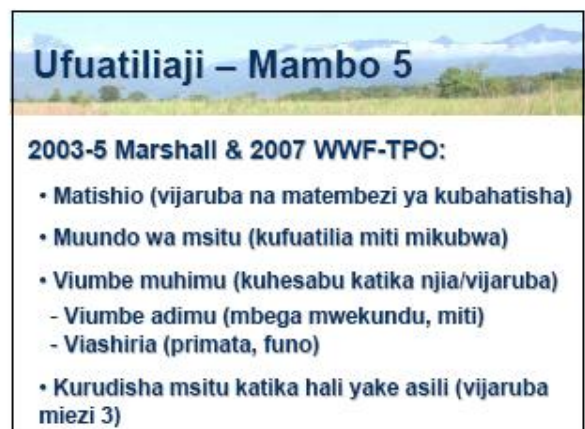 Ufuatiliaji – Mambo 5
2003-5 Marshall & 2007 WWF-TPO:
• Matishio (vijaruba na matembezi ya kubahatisha)
• Muundo wa msitu (kufuatilia miti mikubwa)
• Viumbe muhimu (kuhesabu katika njia/vijaruba)
- Viumbe adimu (mbega mwekundu, miti)
- Viashiria (primata, funo)
• Kurudisha msitu katika hali yake asili (vijaruba
miezi 3)